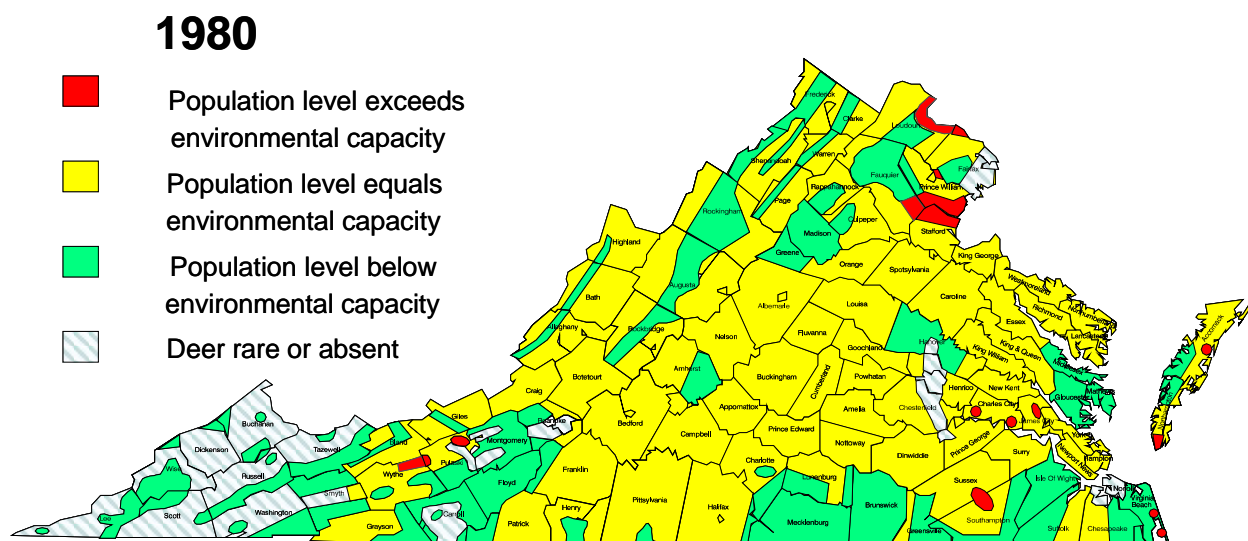 1980
Population level exceeds
environmental capacity
Population level equals
environmental capacity
Population level below
environmental capacity
Deer rare or absent
Frederick
Clarke
Loudoun
Shenandoah
Warren
Fauquier
Fairfax
Prince William
Rappahannock
Page
Rockingham
Culpeper
Madison
Stafford
Highland
Greene
King George
Orange
Spotsylvania
Augusta
Westmoreland
Bath
Albemarle
Louisa
Caroline
Richmond
Northumberland
Essex
Accomack
Alleghany
Rockbridge
Nelson
Fluvanna
Goochland
Hanover
King William
King & Queen
Lancaster
Middlesex
Amherst
Craig
Botetourt
Buckingham
Cumberland
Powhatan
Henrico
New Kent
Gloucester
Appomattox
Amelia
Chesterfield
Charles City
James City
Buchanan
Giles
Roanoke
Bedford
Campbell
Prince Edward
Nottoway
Prince George
York
Dickenson
Tazewell
Bland
Montgomery
Dinwiddie
Surry
Newport News
Hampton
Wise
Russell
Wythe
Pulaski
Floyd
Franklin
Charlotte
Lunenburg
Sussex
Isle Of Wight
Norfolk
Virginia
Beach
Smyth
Lee
Scott
Washington
Carroll
Grayson
Patrick
Henry
Pittsylvania
Halifax
Mecklenburg
Brunswick
Greensville
Southampton
Suffolk
Chesapeake